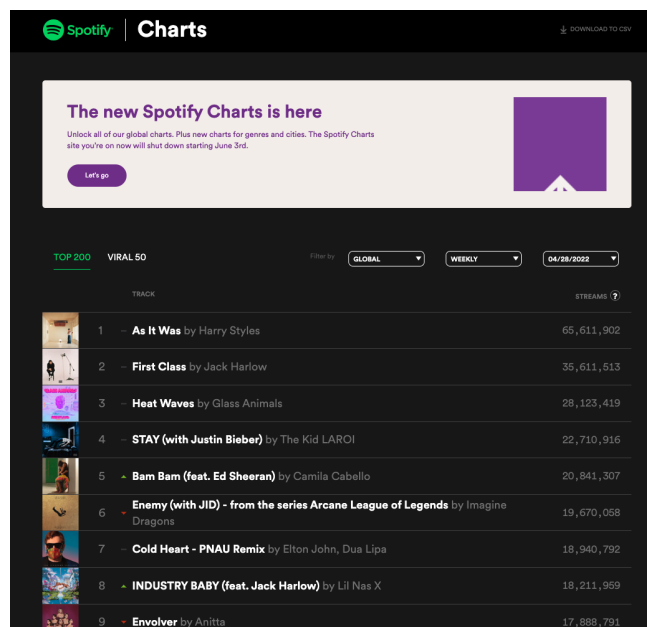 Spotify Charts
DOWNLOAD TO CSV
The new Spotify Charts is here
Unlock all of our global charts. Plus new charts for genres and cities. The Spotify Charts
site you're on now will shut down starting June 3rd.
Let's go
TOP 200 VIRAL 50
Filter by GLOBAL WEEKLY 04/28/2022
TRACK STREAMS ?
1 – As It Was by Harry Styles 65,611,902
2 – First Class by Jack Harlow 35,611,513
3 – Heat Waves by Glass Animals 28,123,419
4 – STAY (with Justin Bieber) by The Kid LAROI 22,710,916
5 Bam Bam (feat. Ed Sheeran) by Camila Cabello 20,841,307
6 Enemy (with JID) - from the series Arcane League of Legends by Imagine
Dragons 19,670,058
7 – Cold Heart - PNAU Remix by Elton John, Dua Lipa 18,940,792
8 INDUSTRY BABY (feat. Jack Harlow) by Lil Nas X 18,211,959
9 Envolver by Anitta 17,888,791